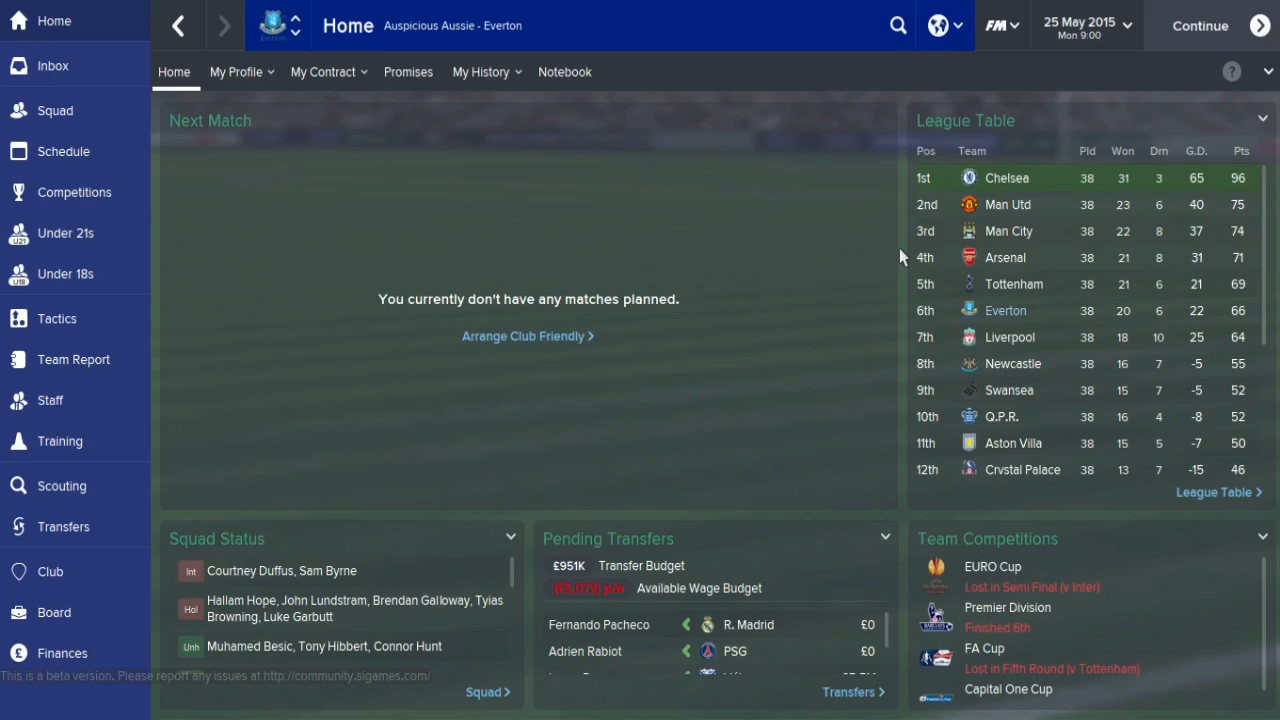 Home
Inbox
Squad
Schedule
Competitions
Under 21s
Under 18s
Tactics
Team Report
Staff
Training
Scouting
Transfers
Club
Board
Finances
This is a beta version. Please report any issues at http://community.sigames.com/
Everton
Home Auspicious Aussie - Everton
FM
25 May 2015
Mon 9:00
Continue
Home My Profile My Contract Promises My History Notebook
?
Next Match
You currently don't have any matches planned.
Arrange Club Friendly
League Table
Pos Team Pld Won Drn G.D. Pts
1st Chelsea 38 31 3 65 96
2nd Man Utd 38 23 6 40 75
3rd Man City 38 22 8 37 74
4th Arsenal 38 21 8 31 71
5th Tottenham 38 21 6 21 69
6th Everton 38 20 6 22 66
7th Liverpool 38 18 10 25 64
8th Newcastle 38 16 7 -5 55
9th Swansea 38 15 7 -5 52
10th Q.P.R. 38 16 4 -8 52
11th Aston Villa 38 15 5 -7 50
12th Crystal Palace 38 13 7 -15 46
League Table
Squad Status
Int Courtney Duffus, Sam Byrne
Hol Hallam Hope, John Lundstram, Brendan Galloway, Tyias
Browning, Luke Garbutt
Unh Muhamed Besic, Tony Hibbert, Connor Hunt
Squad
Pending Transfers
£951K Transfer Budget
p/w Available Wage Budget
Fernando Pacheco R. Madrid £0
Adrien Rabiot PSG £0
Transfers
Team Competitions
EURO Cup
Lost in Semi Final (v Inter)
Premier Division
Finished 6th
FA Cup
Lost in Fifth Round (v Tottenham)
Capital One Cup